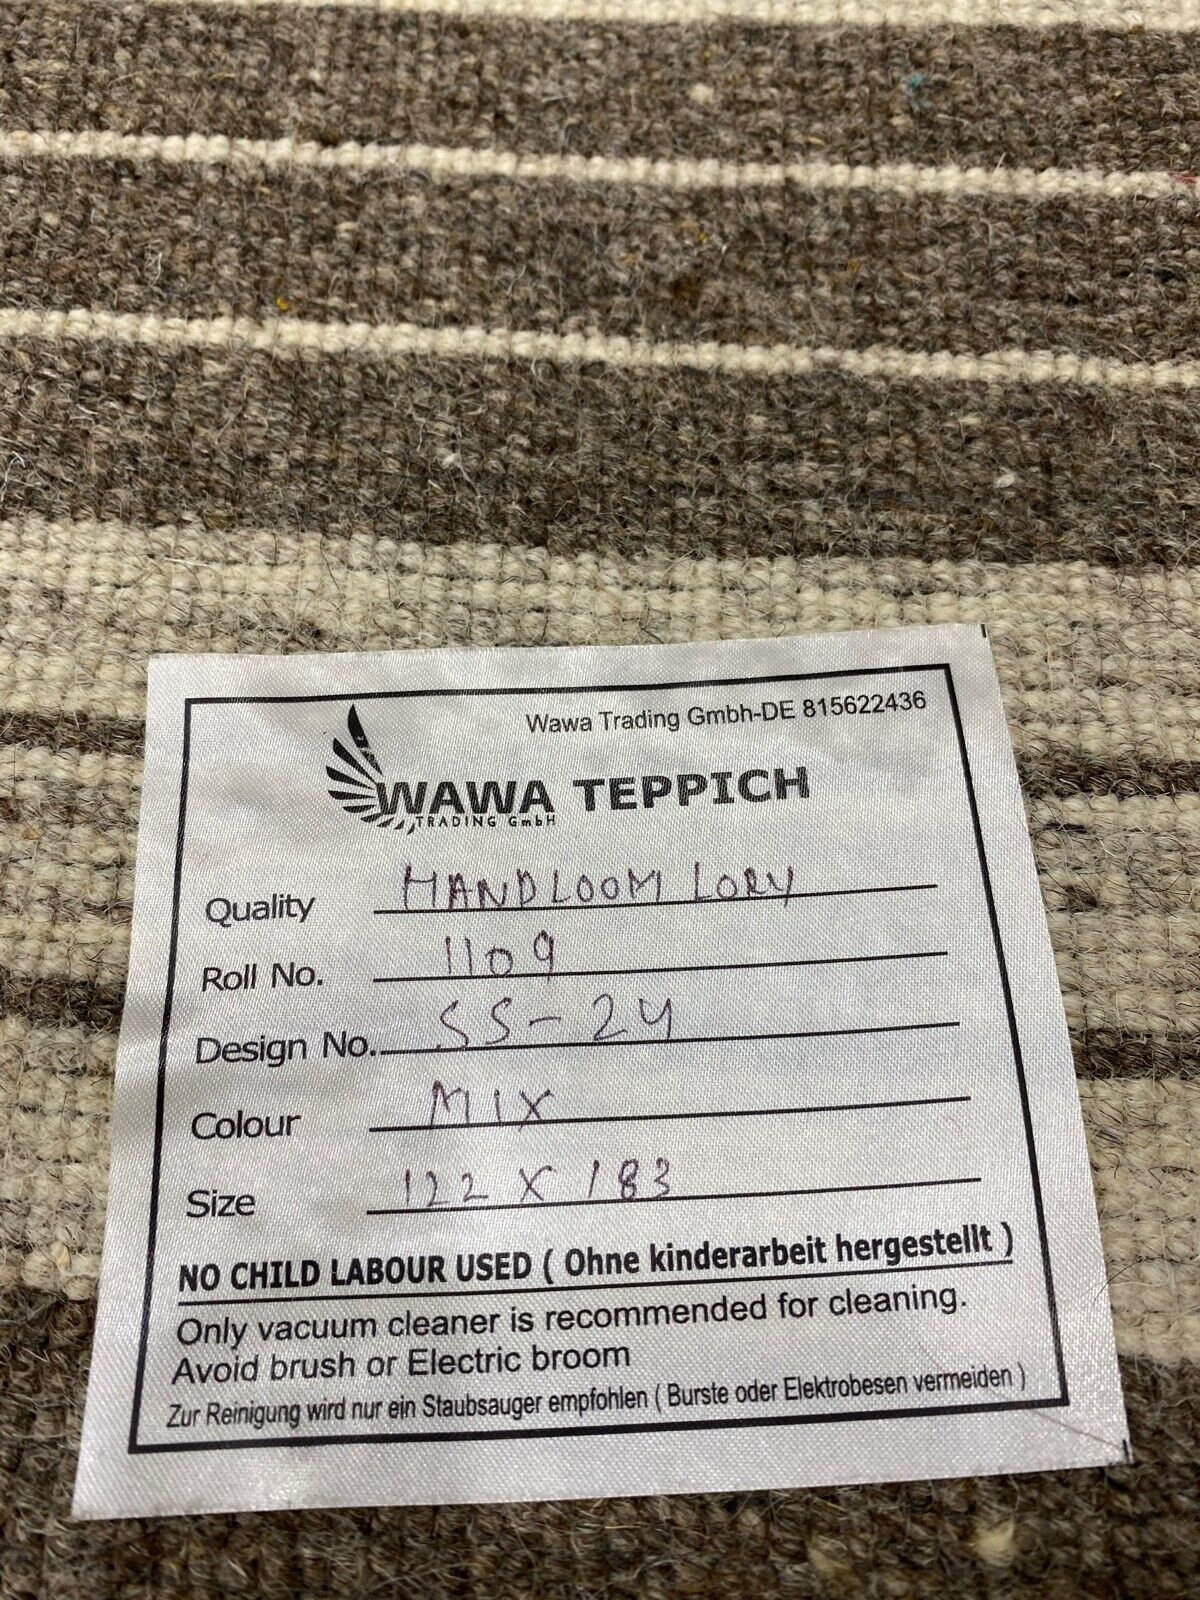 Wawa Trading Gmbh-DE 815622436
WAWA TEPPICH
TRADING GmbH
Quality HANDLOOM LORY
Roll No. 1109
Design No. SS-24
Colour MIX
Size 122 X 183
NO CHILD LABOUR USED ( Ohne kinderarbeit hergestellt )
Only vacuum cleaner is recommended for cleaning.
Avoid brush or Electric broom
Zur Reinigung wird nur ein Staubsauger empfohlen ( Burste oder Elektrobesen vermeiden )